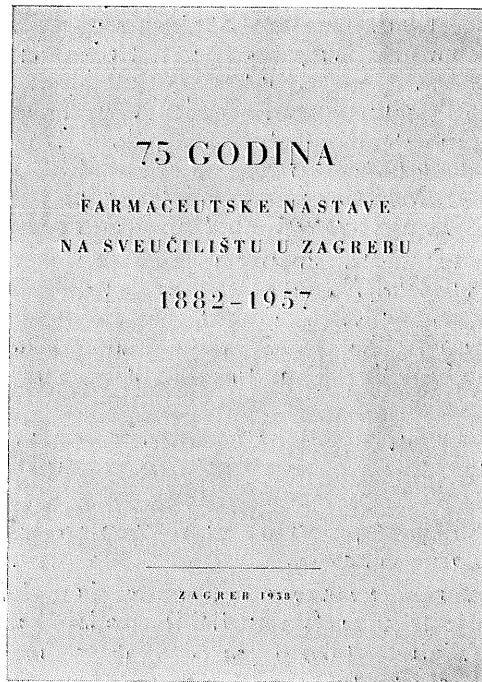 75 GODINA
FARMACEUTSKE NASTAVE
NA SVEUČILIŠTU U ZAGREBU
1882-1957
ZAGREB 1958